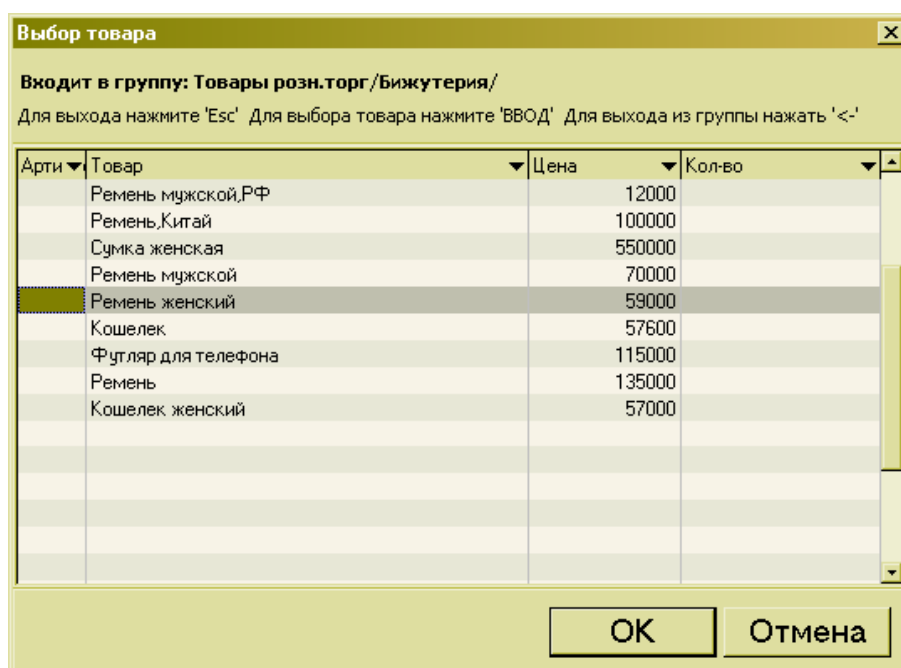 Выбор товара
Входит в группу: Товары розн.торг/Бижутерия/
Для выхода нажмите 'Esc' Для выбора товара нажмите 'ВВОД' Для выхода из группы нажать '<-'
Арти Товар Цена Кол-во
Ремень мужской,РФ 12000
Ремень,Китай 100000
Сумка женская 550000
Ремень мужской 70000
Ремень женский 59000
Кошелек 57600
Футляр для телефона 115000
Ремень 135000
Кошелек женский 57000
OK Отмена